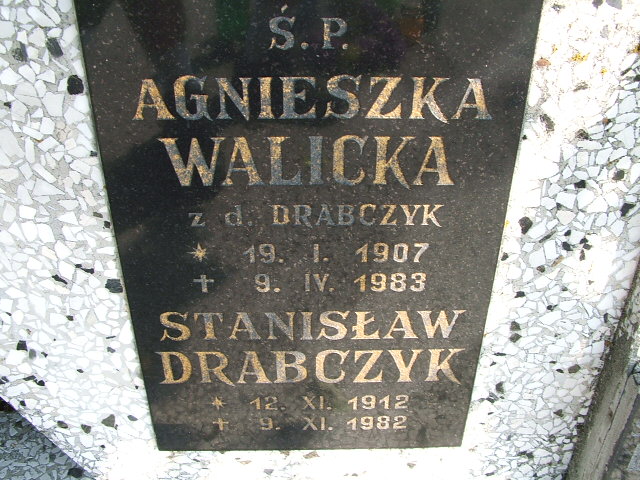 Ś.P.
AGNIESZKA
WALICKA
z d. DRABCZYK
* 19. I. 1907
+ 9. IV. 1983
STANISŁAW
DRABCZYK
* 12. XI. 1912
+ 9. XI. 1982